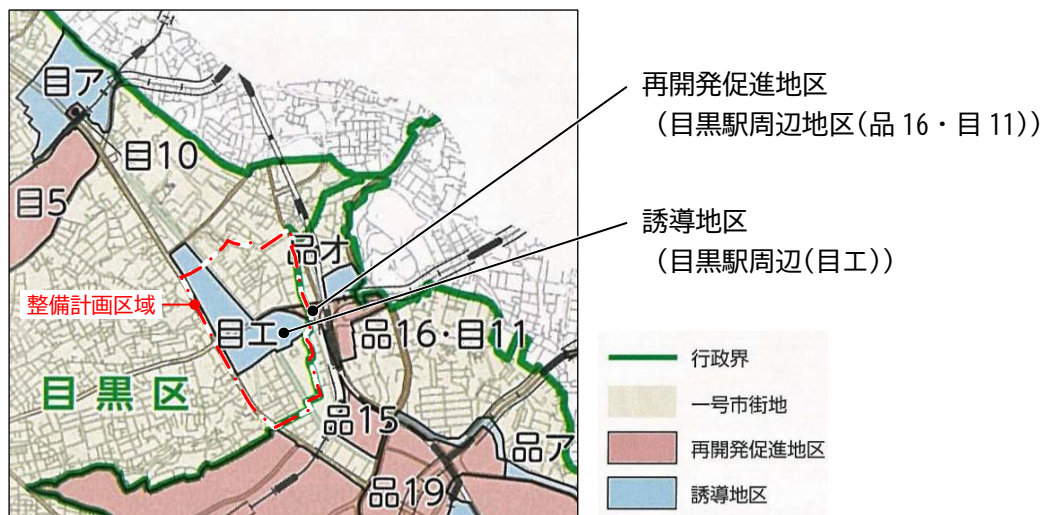 目ア
目10
目5
品オ
整備計画区域
目エ
品16・目11
目黒区
品15
品ア
品19
再開発促進地区
（目黒駅周辺地区(品 16・目 11)）
誘導地区
（目黒駅周辺(目エ)）
行政界
一号市街地
再開発促進地区
誘導地区